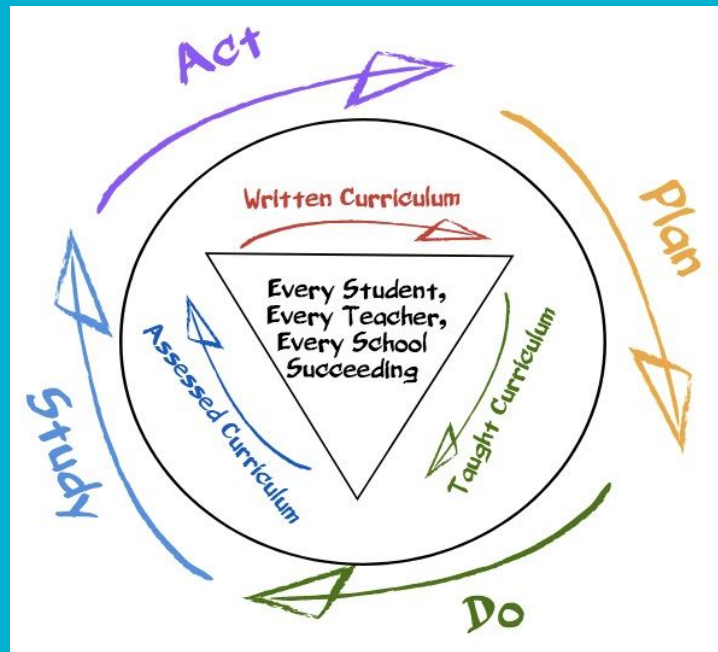 Act
Plan
Written Curriculum
Every Student,
Every Teacher,
Every School
Succeeding
Taught Curriculum
Assessed Curriculum
Study
Do